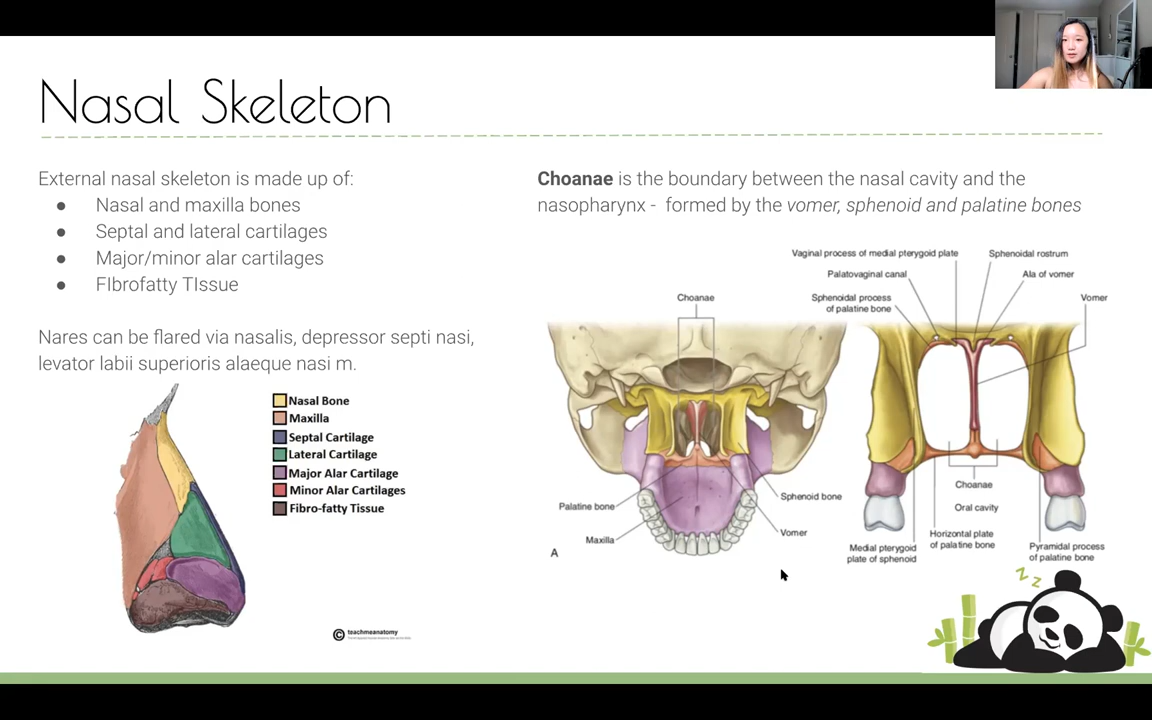 Nasal Skeleton
External nasal skeleton is made up of:
● Nasal and maxilla bones
● Septal and lateral cartilages
● Major/minor alar cartilages
● FIbrofatty TIssue
Nares can be flared via nasalis, depressor septi nasi,
levator labii superioris alaeque nasi m.
Nasal Bone
Maxilla
Septal Cartilage
Lateral Cartilage
Major Alar Cartilage
Minor Alar Cartilages
Fibro-fatty Tissue
© teachmeanatomy
Choanae is the boundary between the nasal cavity and the
nasopharynx - formed by the vomer, sphenoid and palatine bones
Choanae
Palatine bone
Maxilla
Sphenoid bone
Vomer
A
Vaginal process of medial pterygoid plate
Sphenoidal rostrum
Palatovaginal canal
Ala of vomer
Sphenoidal process
of palatine bone
Vomer
Choanae
Oral cavity
Horizontal plate
of palatine bone
Medial pterygoid
plate of sphenoid
Pyramidal process
of palatine bone
z z z